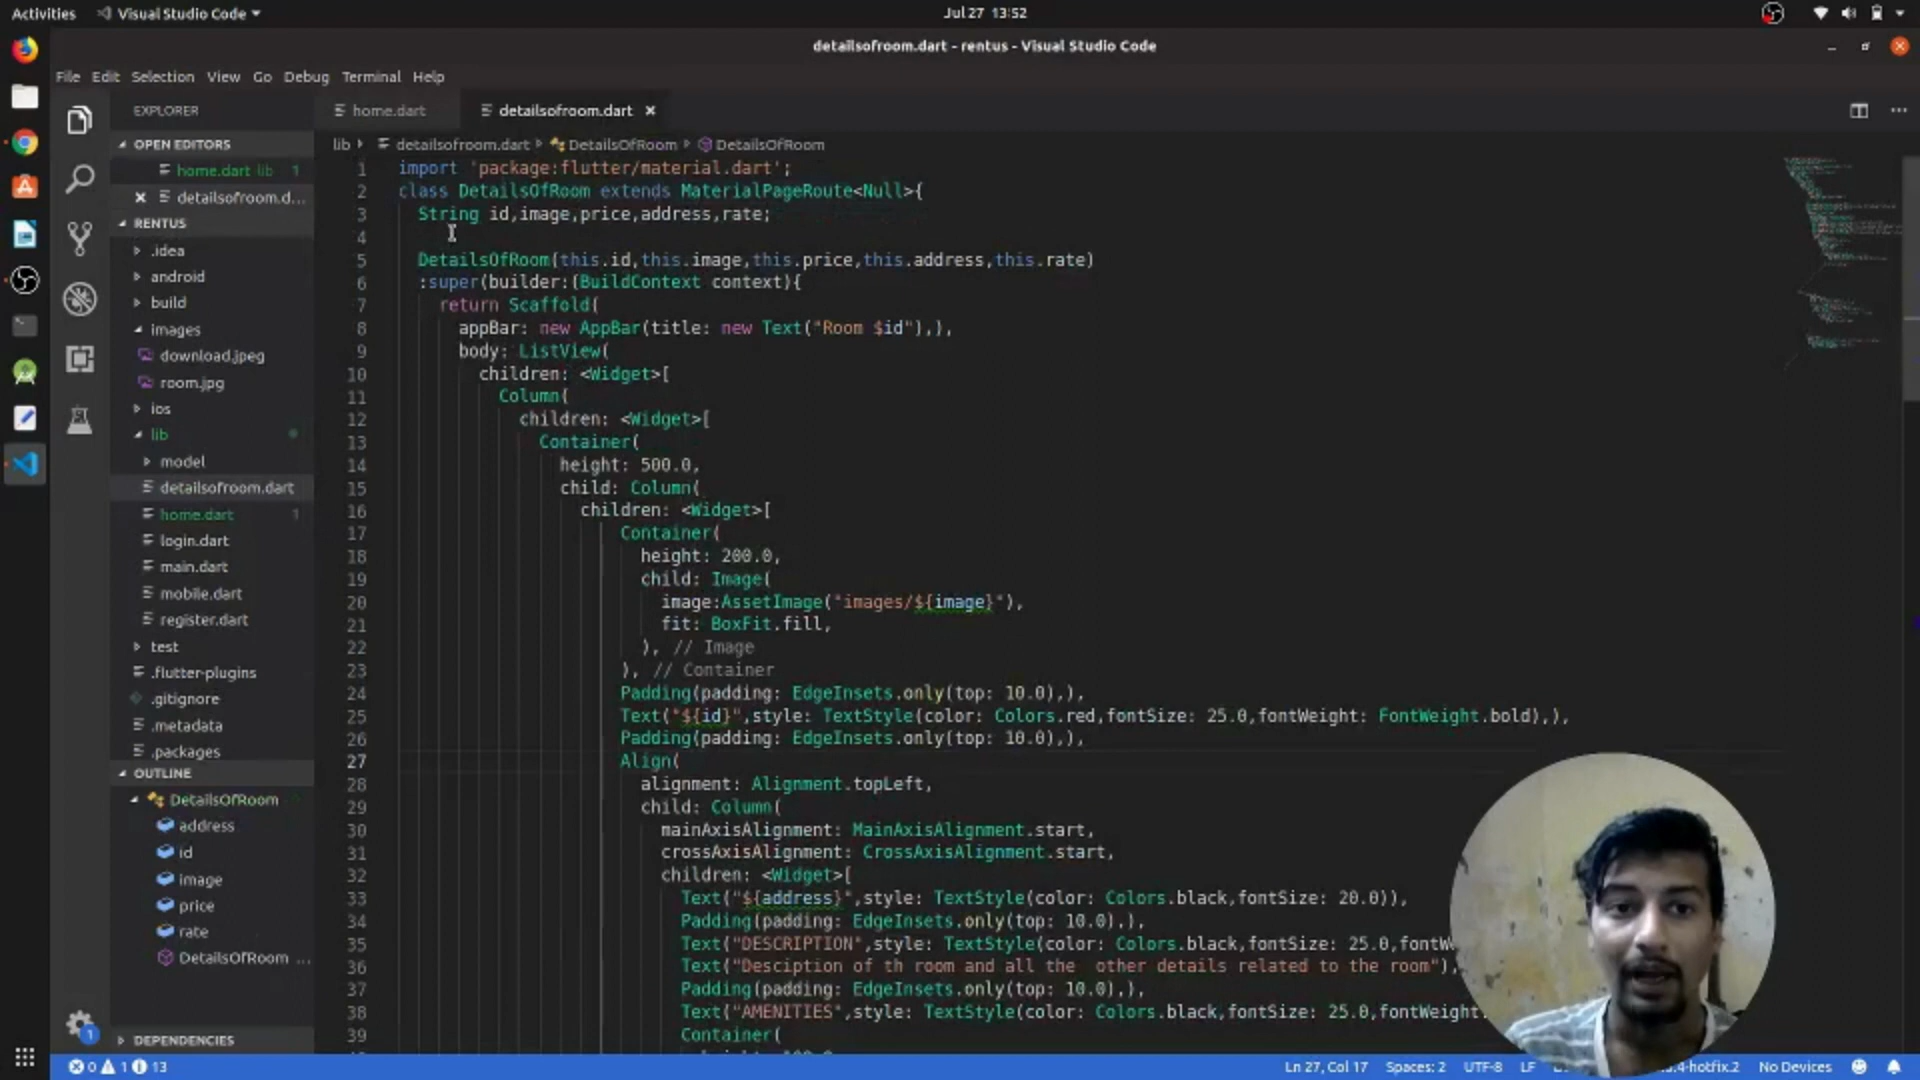 Activities Visual Studio Code Jul 27 13:52
detailsofroom.dart - rentus - Visual Studio Code
File Edit Selection View Go Debug Terminal Help
EXPLORER
OPEN EDITORS
home.dart lib 1
detailsofroom.d...
RENTUS
.idea
android
build
images
download.jpeg
room.jpg
ios
lib
model
detailsofroom.dart
home.dart 1
login.dart
main.dart
mobile.dart
register.dart
test
.flutter-plugins
.gitignore
.metadata
.packages
OUTLINE
DetailsOfRoom
address
id
image
price
rate
DetailsOfRoom ...
DEPENDENCIES
home.dart detailsofroom.dart
lib detailsofroom.dart DetailsOfRoom DetailsOfRoom
1 import 'package:flutter/material.dart';
2 class DetailsOfRoom extends MaterialPageRoute<Null>{
3 String id,image,price,address,rate;
4
5 DetailsOfRoom(this.id,this.image,this.price,this.address,this.rate)
6 :super(builder:(BuildContext context){
7 return Scaffold(
8 appBar: new AppBar(title: new Text("Room $id"),),
9 body: ListView(
10 children: <Widget>[
11 Column(
12 children: <Widget>[
13 Container(
14 height: 500.0,
15 child: Column(
16 children: <Widget>[
17 Container(
18 height: 200.0,
19 child: Image(
20 image:AssetImage("images/${image}"),
21 fit: BoxFit.fill,
22 ), // Image
23 ), // Container
24 Padding(padding: EdgeInsets.only(top: 10.0),),
25 Text("${id}",style: TextStyle(color: Colors.red,fontSize: 25.0,fontWeight: FontWeight.bold),),
26 Padding(padding: EdgeInsets.only(top: 10.0),),
27 Align(
28 alignment: Alignment.topLeft,
29 child: Column(
30 mainAxisAlignment: MainAxisAlignment.start,
31 crossAxisAlignment: CrossAxisAlignment.start,
32 children: <Widget>[
33 Text("${address}",style: TextStyle(color: Colors.black,fontSize: 20.0)),
34 Padding(padding: EdgeInsets.only(top: 10.0),),
35 Text("DESCRIPTION",style: TextStyle(color: Colors.black,fontSize: 25.0,fontW
36 Text("Desciption of th room and all the other details related to the room"),
37 Padding(padding: EdgeInsets.only(top: 10.0),),
38 Text("AMENITIES",style: TextStyle(color: Colors.black,fontSize: 25.0,fontWeight:
39 Container(
1
0 1 13 Ln 27, Col 17 Spaces: 2 UTF-8 LF .4-hotfix.2 No Devices